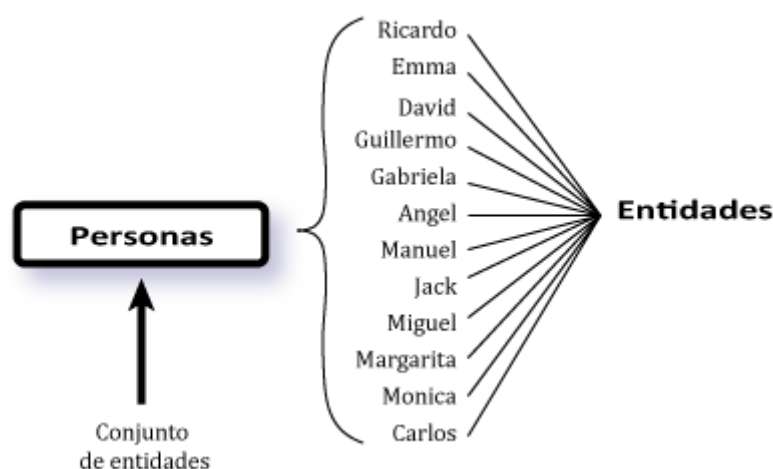 Ricardo
Emma
David
Guillermo
Gabriela
Angel
Manuel
Jack
Miguel
Margarita
Monica
Carlos
Personas
Entidades
Conjunto
de entidades